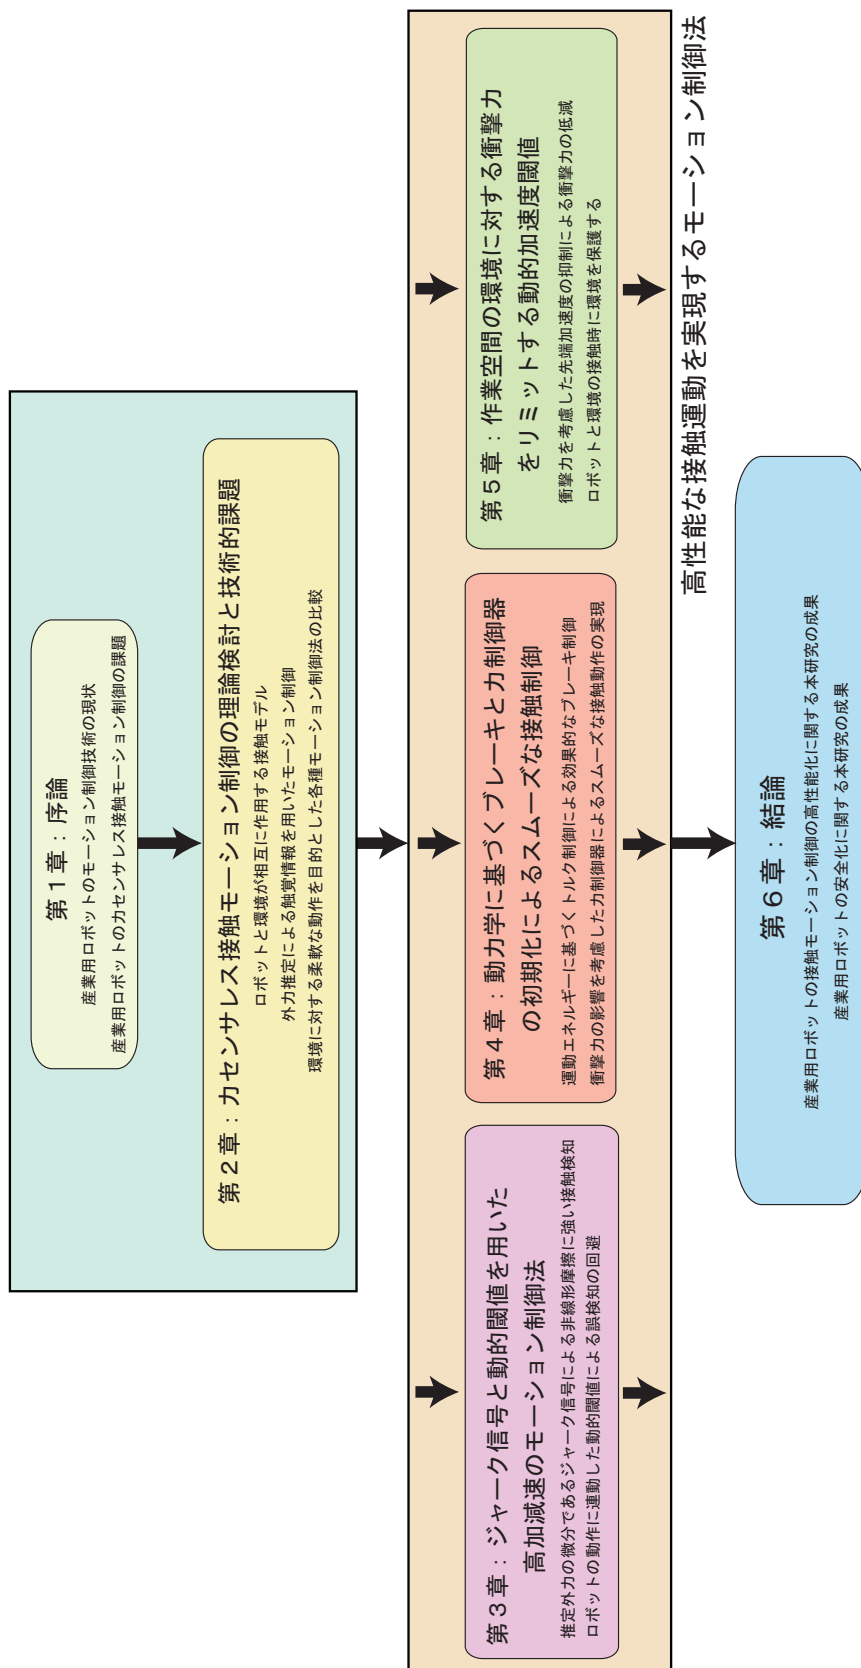 第１章：序論
産業用ロボットのモーション制御技術の現状
産業用ロボットの力センサレス接触モーション制御の課題
第２章：力センサレス接触モーション制御の理論検討と技術的課題
ロボットと環境が相互に作用する接触モデル
外力推定による触覚情報を用いたモーション制御
環境に対する柔軟な動作を目的とした各種モーション制御法の比較
第３章：ジャーク信号と動的閾値を用いた
高加減速のモーション制御法
推定外力の微分であるジャーク信号による非線形摩擦に強い接触検知
ロボットの動作に連動した動的閾値による誤検知の回避
第４章：動力学に基づくブレーキと力制御器
の初期化によるスムーズな接触制御
運動エネルギーに基づくトルク制御による効果的なブレーキ制御
衝撃力の影響を考慮した力制御器によるスムーズな接触動作の実現
第５章：作業空間の環境に対する衝撃力
をリミットする動的加速度閾値
衝撃力を考慮した先端加速度の抑制による衝撃力の低減
ロボットと環境の接触時に環境を保護する
高性能な接触運動を実現するモーション制御法
第６章：結論
産業用ロボットの接触モーション制御の高性能化に関する本研究の成果
産業用ロボットの安全化に関する本研究の成果